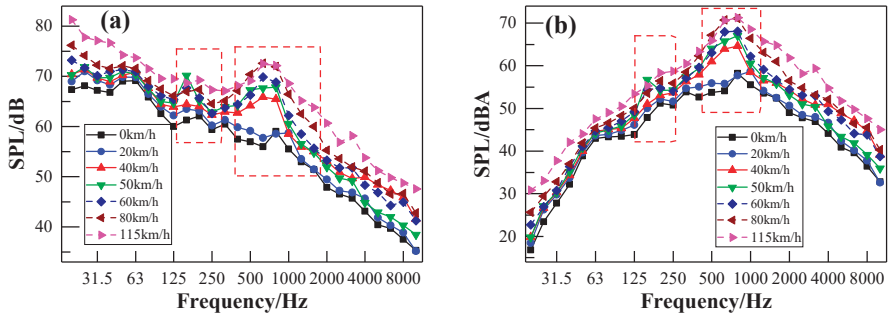 (a)
80
70
60
50
40
SPL/dB
0km/h
20km/h
40km/h
50km/h
60km/h
80km/h
115km/h
31.5 63 125 250 500 1000 2000 4000 8000
Frequency/Hz
(b)
70
60
50
40
30
20
SPL/dBA
0km/h
20km/h
40km/h
50km/h
60km/h
80km/h
115km/h
31.5 63 125 250 500 1000 2000 4000 8000
Frequency/Hz